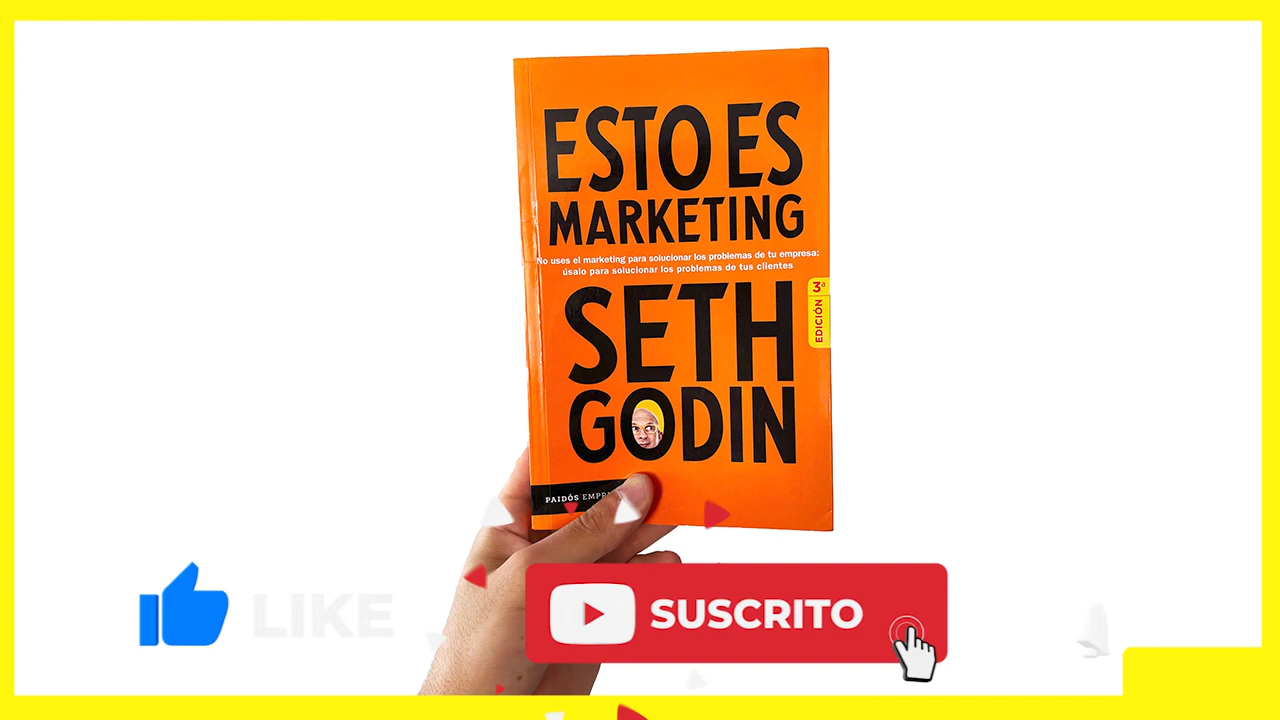 ESTO ES
MARKETING
No uses el marketing para solucionar los problemas de tu empresa:
úsalo para solucionar los problemas de tus clientes
SETH
GODIN
3ª
EDICIÓN
PAIDÓS
LIKE
SUSCRITO